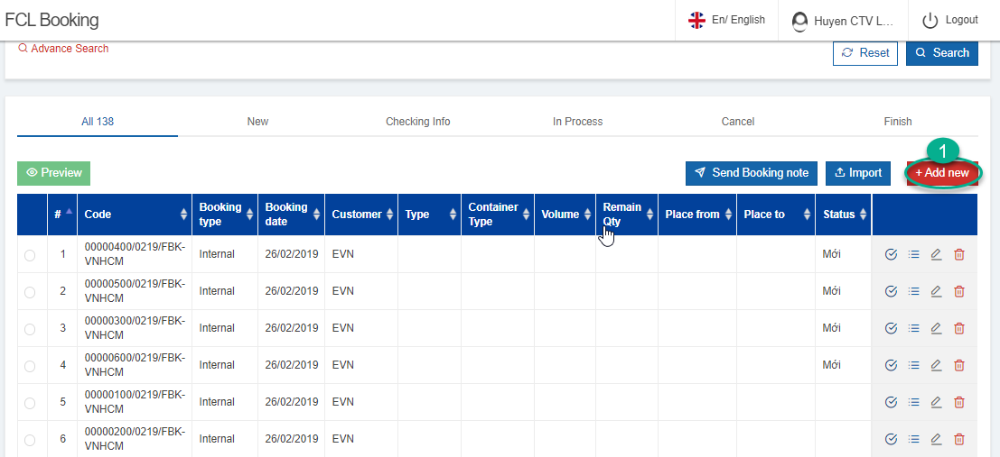 FCL Booking
En/ English
Huyen CTV L...
Logout
Advance Search
Reset
Search
All 138
New
Checking Info
In Process
Cancel
Finish
1
Preview
Send Booking note
Import
+ Add new
# Code Booking type Booking date Customer Type Container Type Volume Remain Qty Place from Place to Status
1 00000400/0219/FBK-VNHCM Internal 26/02/2019 EVN Mới
2 00000500/0219/FBK-VNHCM Internal 26/02/2019 EVN Mới
3 00000300/0219/FBK-VNHCM Internal 26/02/2019 EVN Mới
4 00000600/0219/FBK-VNHCM Internal 26/02/2019 EVN Mới
5 00000100/0219/FBK-VNHCM Internal 26/02/2019 EVN
6 00000200/0219/FBK-VNHCM Internal 26/02/2019 EVN